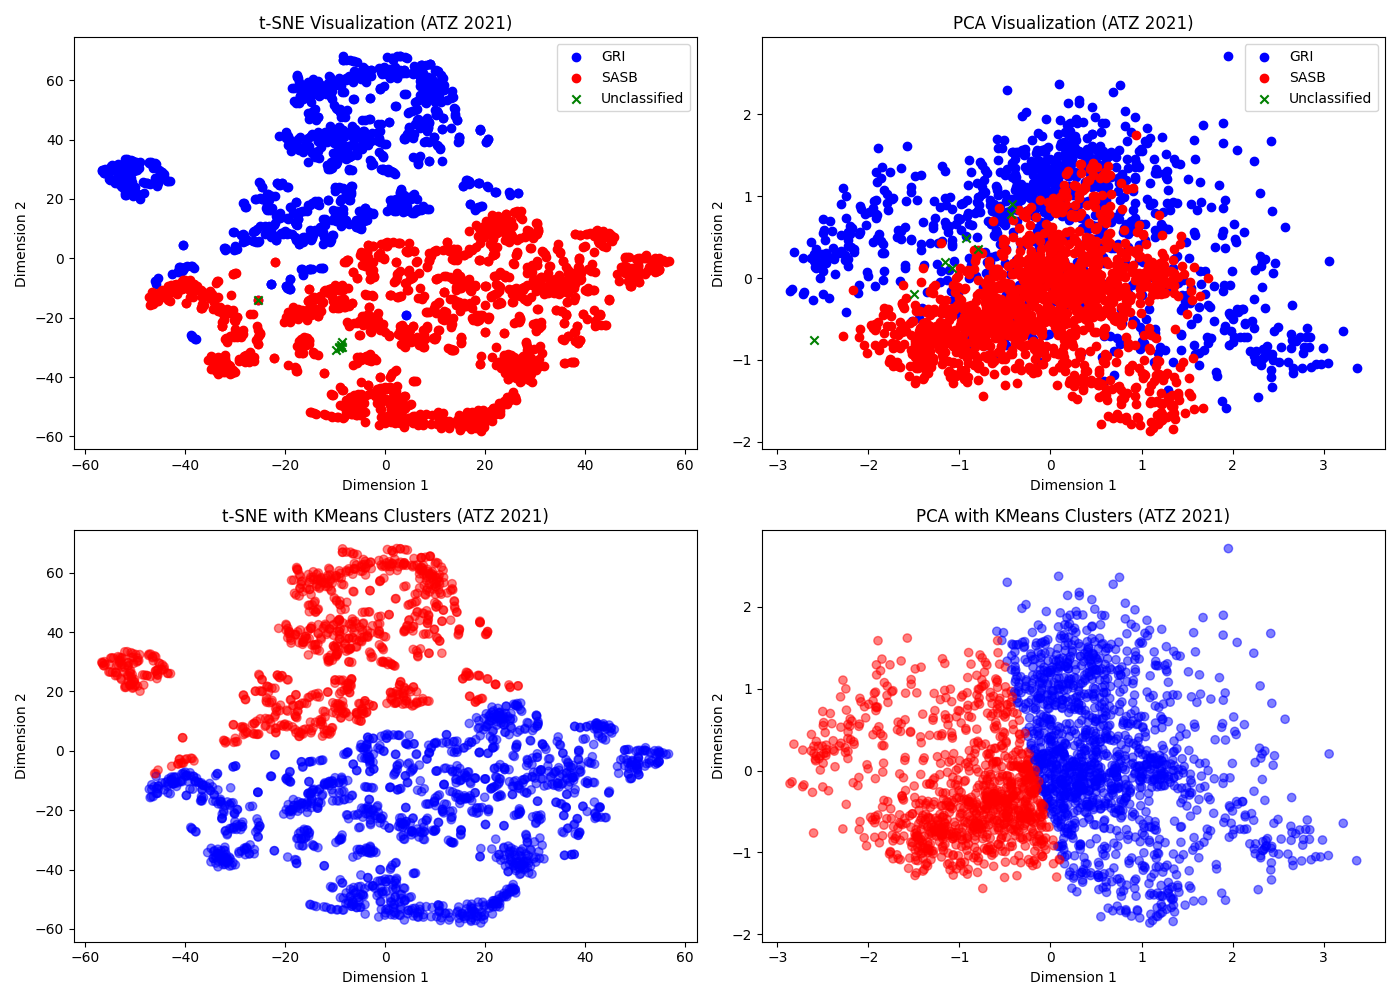 t-SNE Visualization (ATZ 2021)
GRI
SASB
Unclassified
60
40
20
0
−20
−40
−60
Dimension 2
−60 −40 −20 0 20 40 60
Dimension 1
PCA Visualization (ATZ 2021)
GRI
SASB
Unclassified
2
1
0
−1
−2
Dimension 2
−3 −2 −1 0 1 2 3
Dimension 1
t-SNE with KMeans Clusters (ATZ 2021)
60
40
20
0
−20
−40
−60
Dimension 2
−60 −40 −20 0 20 40 60
Dimension 1
PCA with KMeans Clusters (ATZ 2021)
2
1
0
−1
−2
Dimension 2
−3 −2 −1 0 1 2 3
Dimension 1